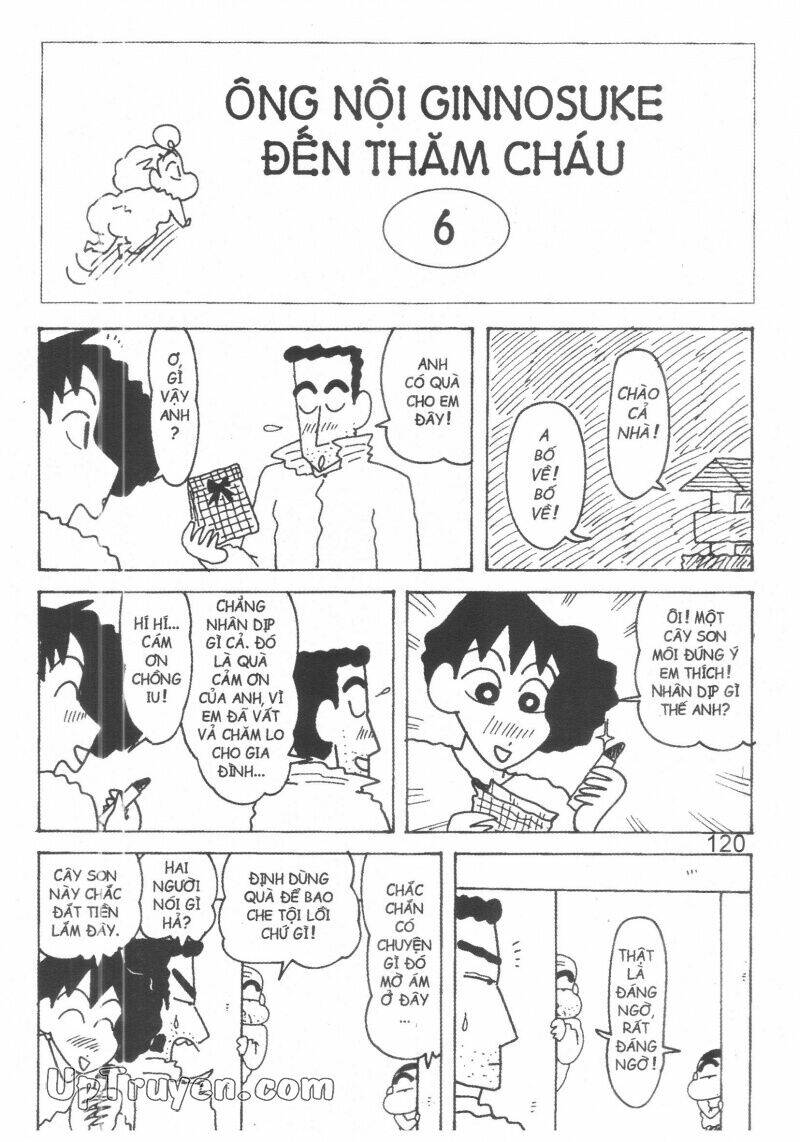 ÔNG NỘI GINNOSUKE
ĐẾN THĂM CHÁU
6
CHÀO
CẢ
NHÀ!
A
BỐ
VỀ!
BỐ
VỀ!
ANH
CÓ QUÀ
CHO EM
ĐÂY!
Ơ,
GÌ
VẬY
ANH
?
ÔI! MỘT
CÂY SON
MÔI ĐÚNG Ý
EM THÍCH!
NHÂN DỊP GÌ
THẾ ANH?
CHẲNG
NHÂN DỊP
GÌ CẢ. ĐÓ
LÀ QUÀ
CẢM ƠN
CỦA ANH, VÌ
EM ĐÃ VẤT
VẢ CHĂM LO
CHO GIA
ĐÌNH...
HÍ HÍ...
CÁM
ƠN
CHỒNG
IU!
120
THẬT
LÀ
ĐÁNG
NGỜ,
RẤT
ĐÁNG
NGỜ!
CHẮC
CHẮN
CÓ
CHUYỆN
GÌ ĐÓ
MỜ ÁM
Ở ĐÂY
...
ĐỊNH DÙNG
QUÀ ĐỂ BAO
CHE TỘI LỖI
CHỨ GÌ!
HAI
NGƯỜI
NÓI GÌ
HẢ?
CÂY SON
NÀY CHẮC
ĐẮT TIỀN
LẮM ĐÂY.
UpTruyen.com